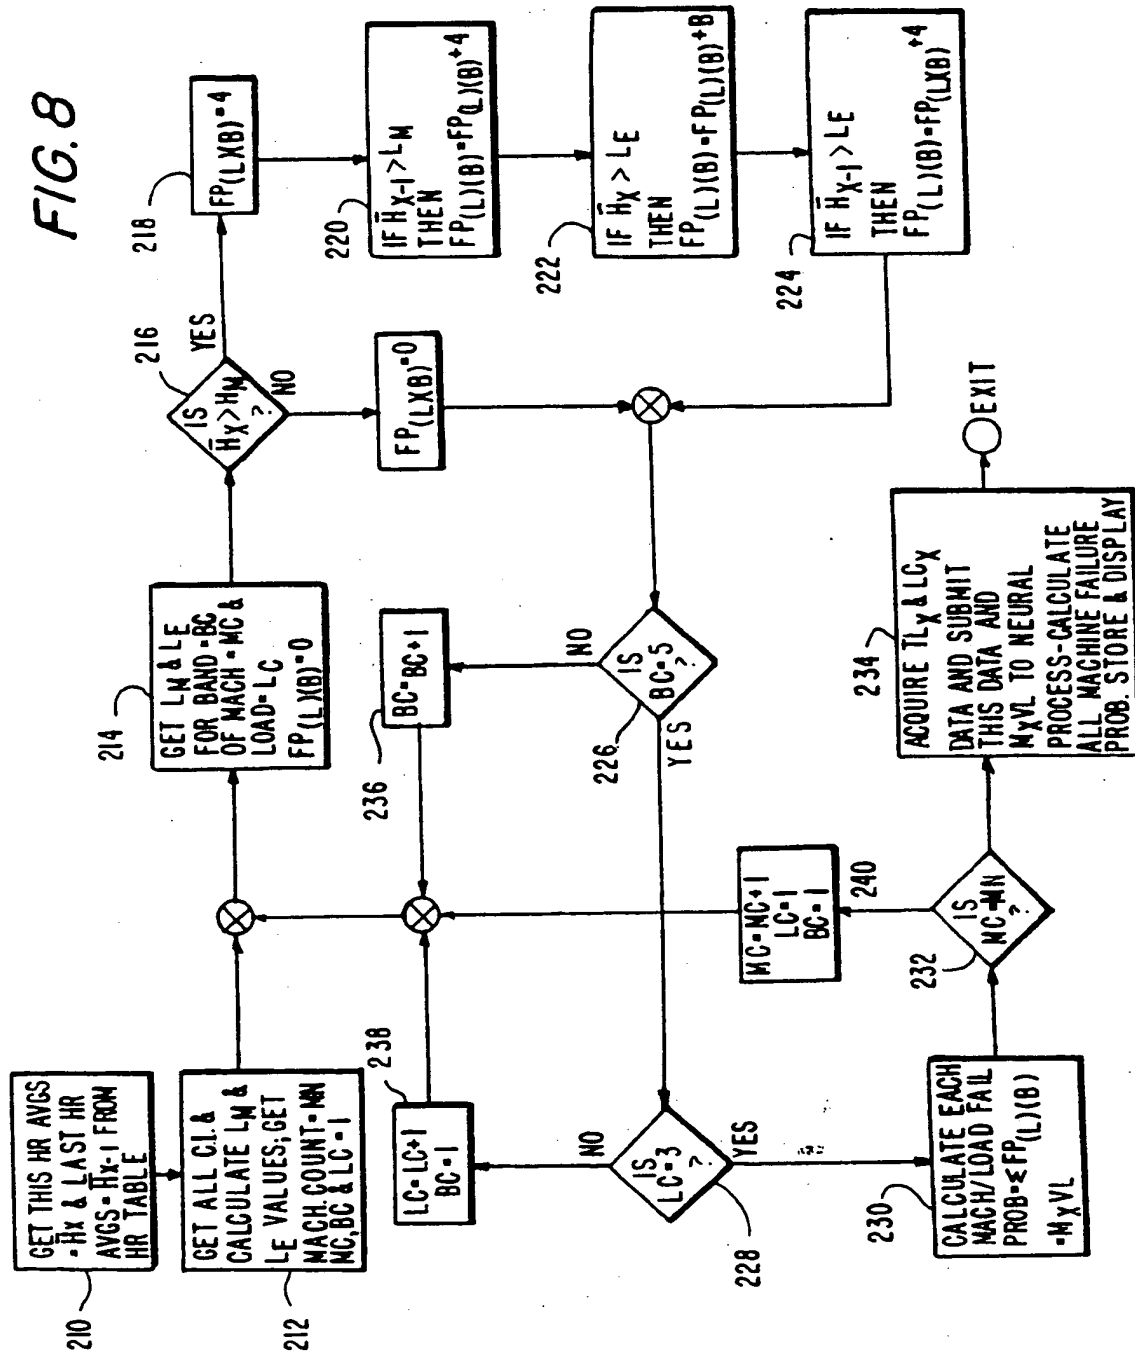 FIG. 8
210
GET THIS HR AVGS
= H̄X & LAST HR
AVGS = H̄X-1 FROM
HR TABLE
212
GET ALL C.I. &
CALCULATE LM &
LE VALUES; GET
MACH. COUNT = MN
MC, BC & LC = 1
214
GET LM & LE
FOR BAND = BC
OF MACH = MC &
LOAD = LC
FP(L)(B) = 0
216
IS
H̄X > HM
?
YES
NO
218
FP(L)(B) = 4
FP(L)(B) = 0
220
IF H̄X-1 > LM
THEN
FP(L)(B) = FP(L)(B) + 4
222
IF H̄X > LE
THEN
FP(L)(B) = FP(L)(B) + B
224
IF H̄X-1 > LE
THEN
FP(L)(B) = FP(L)(B) + 4
226
IS
BC = 5
?
NO
YES
236
BC = BC + 1
228
IS
LC = 3
?
NO
YES
238
LC = LC + 1
BC = 1
230
CALCULATE EACH
MACH/LOAD FAIL
PROB = Σ FP(L)(B)
= MXVL
232
IS
MC = MN
?
240
MC = MC + 1
LC = 1
BC = 1
234
ACQUIRE TLX & LCX
DATA AND SUBMIT
THIS DATA AND
MXVL TO NEURAL
PROCESS-CALCULATE
ALL MACHINE FAILURE
PROB. STORE & DISPLAY
EXIT